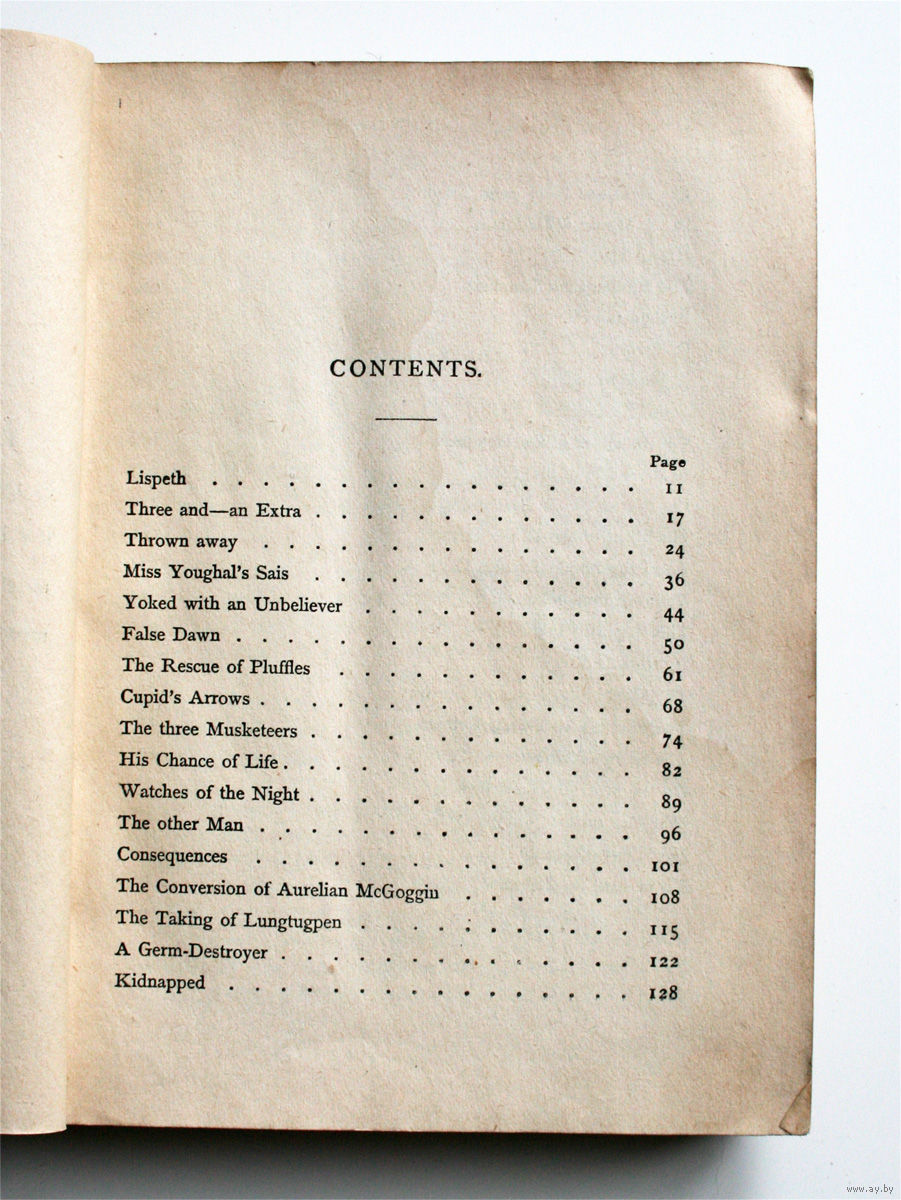 CONTENTS.
Page
Lispeth . . . . . . . . . . . . . . . . . 11
Three and—an Extra . . . . . . . . . . . . . 17
Thrown away . . . . . . . . . . . . . . . 24
Miss Youghal's Sais . . . . . . . . . . . . . 36
Yoked with an Unbeliever . . . . . . . . . . . 44
False Dawn . . . . . . . . . . . . . . . . 50
The Rescue of Pluffles . . . . . . . . . . . . 61
Cupid's Arrows . . . . . . . . . . . . . . . 68
The three Musketeers . . . . . . . . . . . . . 74
His Chance of Life . . . . . . . . . . . . . . 82
Watches of the Night . . . . . . . . . . . . . 89
The other Man . . . . . . . . . . . . . . . 96
Consequences . . . . . . . . . . . . . . . 101
The Conversion of Aurelian McGoggin . . . . . . . 108
The Taking of Lungtugpen . . . . . . . . . . . 115
A Germ-Destroyer . . . . . . . . . . . . . . 122
Kidnapped . . . . . . . . . . . . . . . . 128
www.ay.by